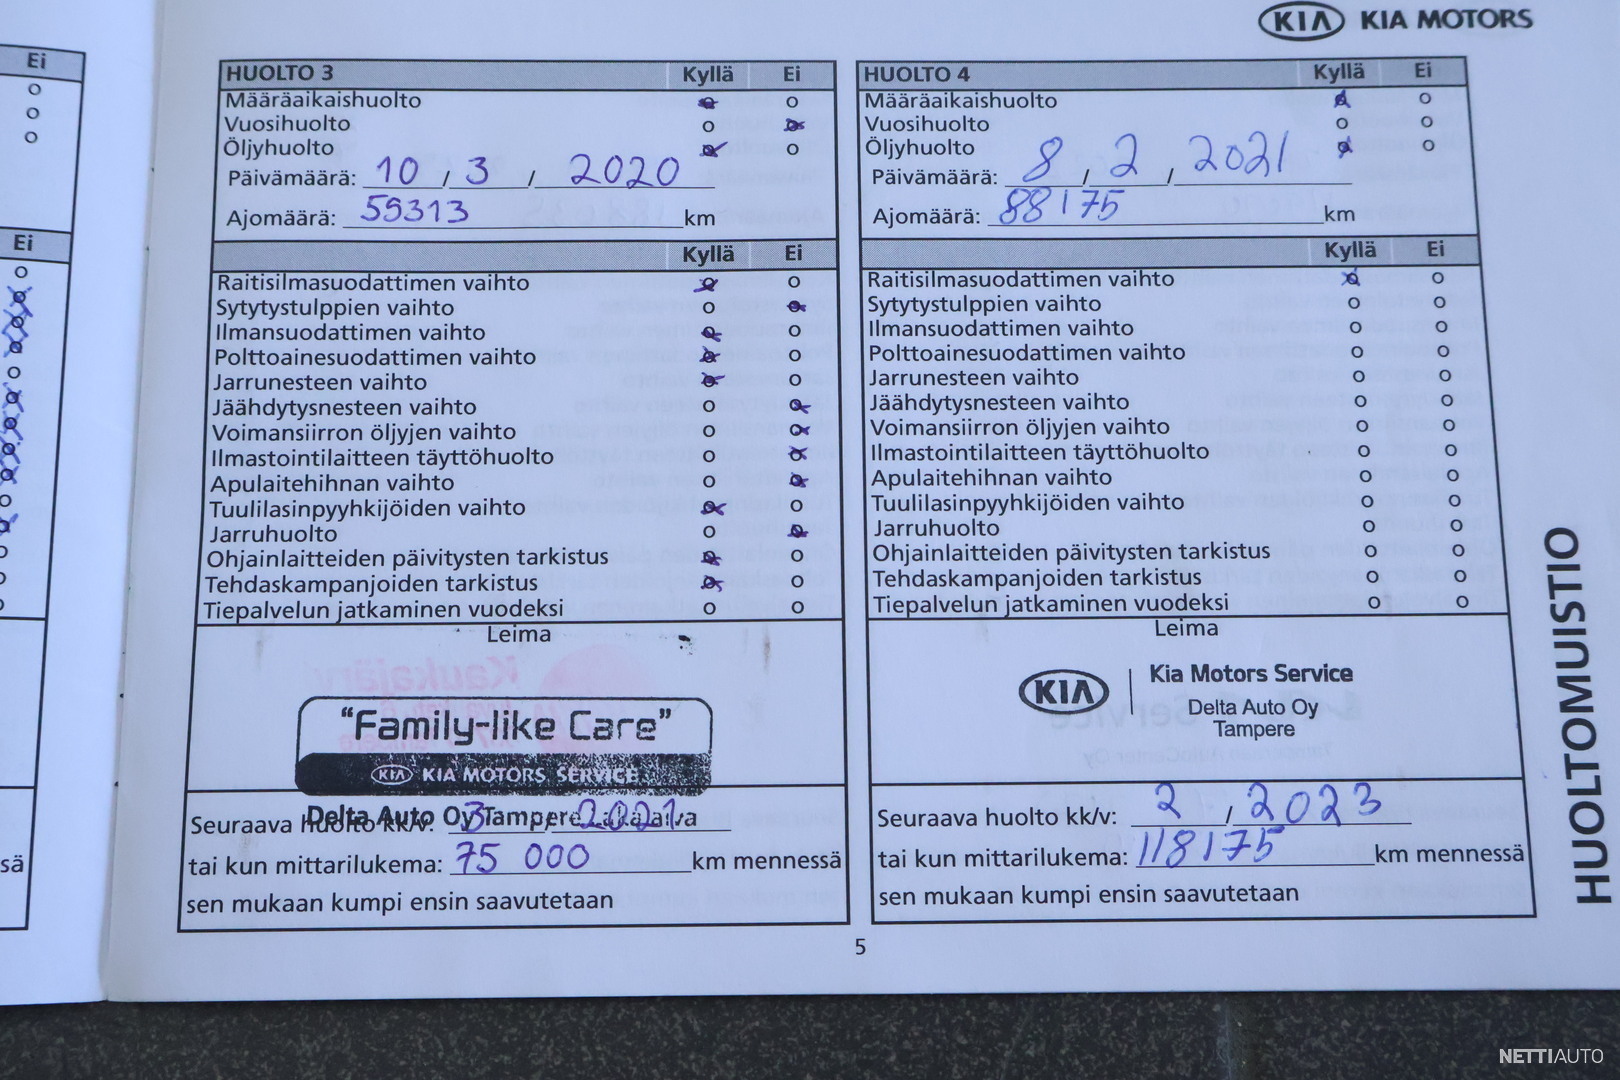 KIA KIA MOTORS
Ei
HUOLTO 3 Kyllä Ei
Määräaikaishuolto
Vuosihuolto
Öljyhuolto
Päivämäärä: 10 / 3 / 2020
Ajomäärä: 59313 km
Kyllä Ei
Raitisilmasuodattimen vaihto
Sytytystulppien vaihto
Ilmansuodattimen vaihto
Polttoainesuodattimen vaihto
Jarrunesteen vaihto
Jäähdytysnesteen vaihto
Voimansiirron öljyjen vaihto
Ilmastointilaitteen täyttöhuolto
Apulaitehihnan vaihto
Tuulilasinpyyhkijöiden vaihto
Jarruhuolto
Ohjainlaitteiden päivitysten tarkistus
Tehdaskampanjoiden tarkistus
Tiepalvelun jatkaminen vuodeksi
Leima
"Family-like Care"
KIA KIA MOTORS SERVICE
Delta Auto Oy Tampere
Seuraava huolto kk/v: 3 / 2021
tai kun mittarilukema: 75 000 km mennessä
sen mukaan kumpi ensin saavutetaan
HUOLTO 4 Kyllä Ei
Määräaikaishuolto
Vuosihuolto
Öljyhuolto
Päivämäärä: 8 / 2 / 2021
Ajomäärä: 88175 km
Kyllä Ei
Raitisilmasuodattimen vaihto
Sytytystulppien vaihto
Ilmansuodattimen vaihto
Polttoainesuodattimen vaihto
Jarrunesteen vaihto
Jäähdytysnesteen vaihto
Voimansiirron öljyjen vaihto
Ilmastointilaitteen täyttöhuolto
Apulaitehihnan vaihto
Tuulilasinpyyhkijöiden vaihto
Jarruhuolto
Ohjainlaitteiden päivitysten tarkistus
Tehdaskampanjoiden tarkistus
Tiepalvelun jatkaminen vuodeksi
Leima
KIA Kia Motors Service
Delta Auto Oy
Tampere
Seuraava huolto kk/v: 2 / 2023
tai kun mittarilukema: 118175 km mennessä
sen mukaan kumpi ensin saavutetaan
Ei
5
HUOLTOMUISTIO
NETTIAUTO